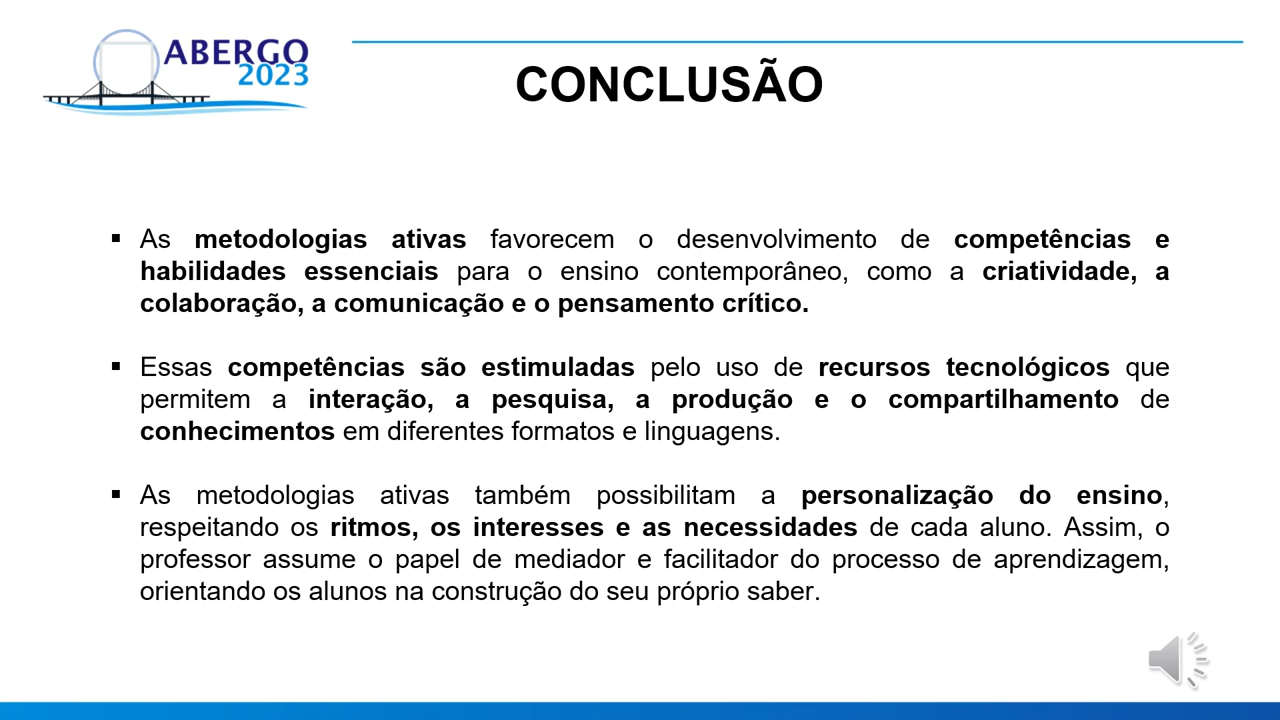 ABERGO
2023
CONCLUSÃO
▪ As metodologias ativas favorecem o desenvolvimento de competências e
habilidades essenciais para o ensino contemporâneo, como a criatividade, a
colaboração, a comunicação e o pensamento crítico.
▪ Essas competências são estimuladas pelo uso de recursos tecnológicos que
permitem a interação, a pesquisa, a produção e o compartilhamento de
conhecimentos em diferentes formatos e linguagens.
▪ As metodologias ativas também possibilitam a personalização do ensino,
respeitando os ritmos, os interesses e as necessidades de cada aluno. Assim, o
professor assume o papel de mediador e facilitador do processo de aprendizagem,
orientando os alunos na construção do seu próprio saber.